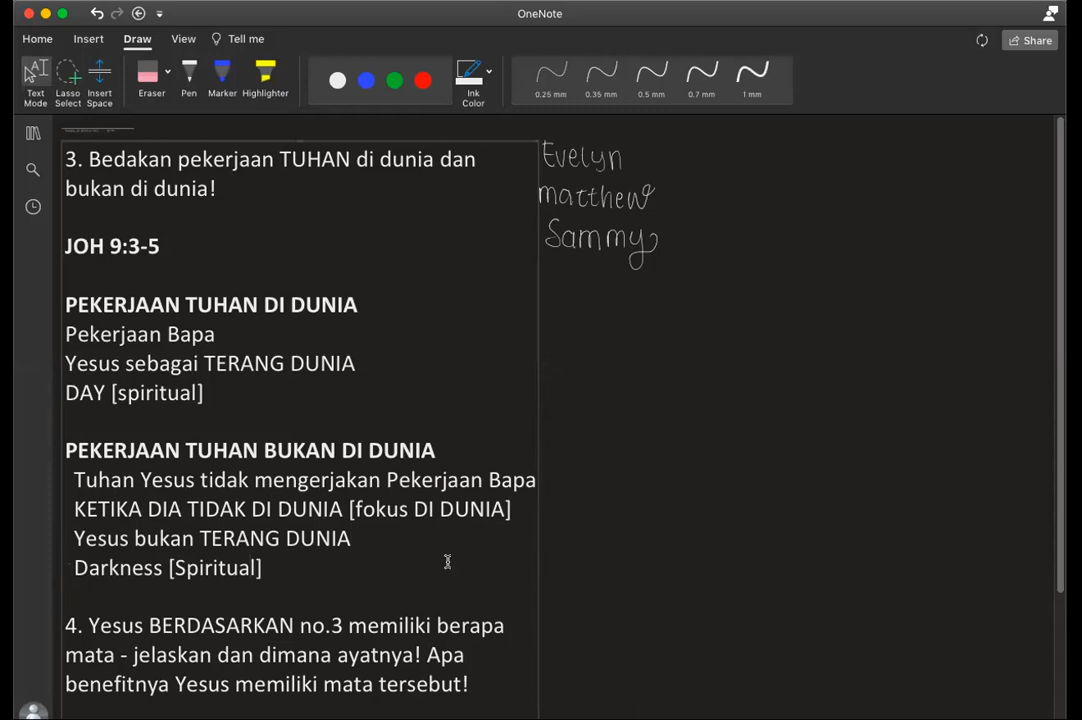 OneNote
Home Insert Draw View Tell me
Share
Text Mode
Lasso Select
Insert Space
Eraser
Pen
Marker
Highlighter
Ink Color
0.25 mm 0.35 mm 0.5 mm 0.7 mm 1 mm
3. Bedakan pekerjaan TUHAN di dunia dan
bukan di dunia!
JOH 9:3-5
PEKERJAAN TUHAN DI DUNIA
Pekerjaan Bapa
Yesus sebagai TERANG DUNIA
DAY [spiritual]
PEKERJAAN TUHAN BUKAN DI DUNIA
Tuhan Yesus tidak mengerjakan Pekerjaan Bapa
KETIKA DIA TIDAK DI DUNIA [fokus DI DUNIA]
Yesus bukan TERANG DUNIA
Darkness [Spiritual]
4. Yesus BERDASARKAN no.3 memiliki berapa
mata - jelaskan dan dimana ayatnya! Apa
benefitnya Yesus memiliki mata tersebut!
Evelyn
matthew
Sammy